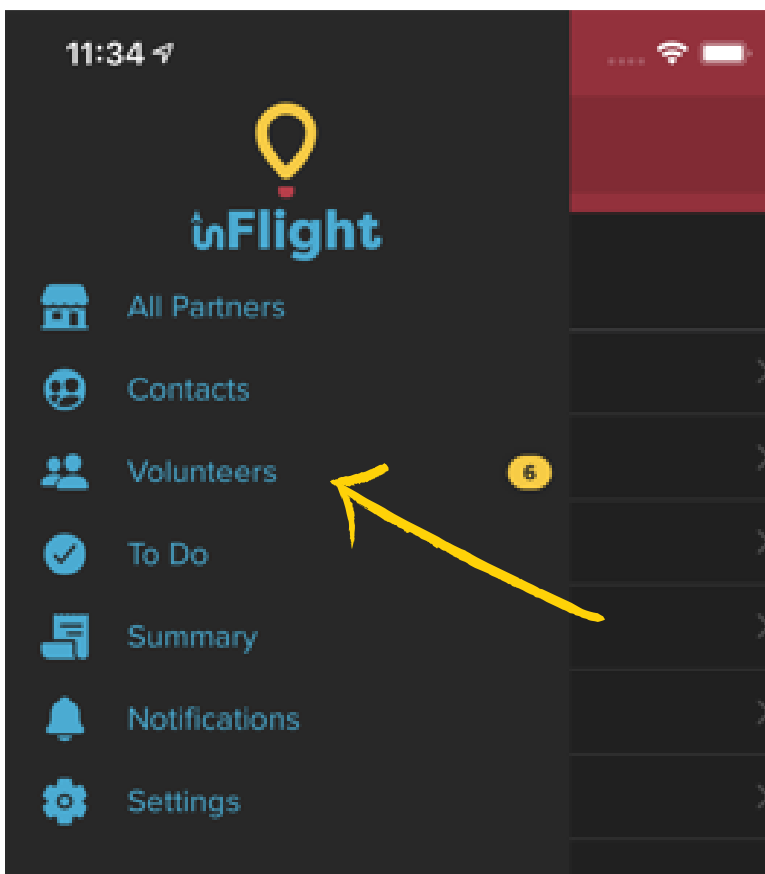 11:34
inFlight
All Partners
Contacts
Volunteers
6
To Do
Summary
Notifications
Settings